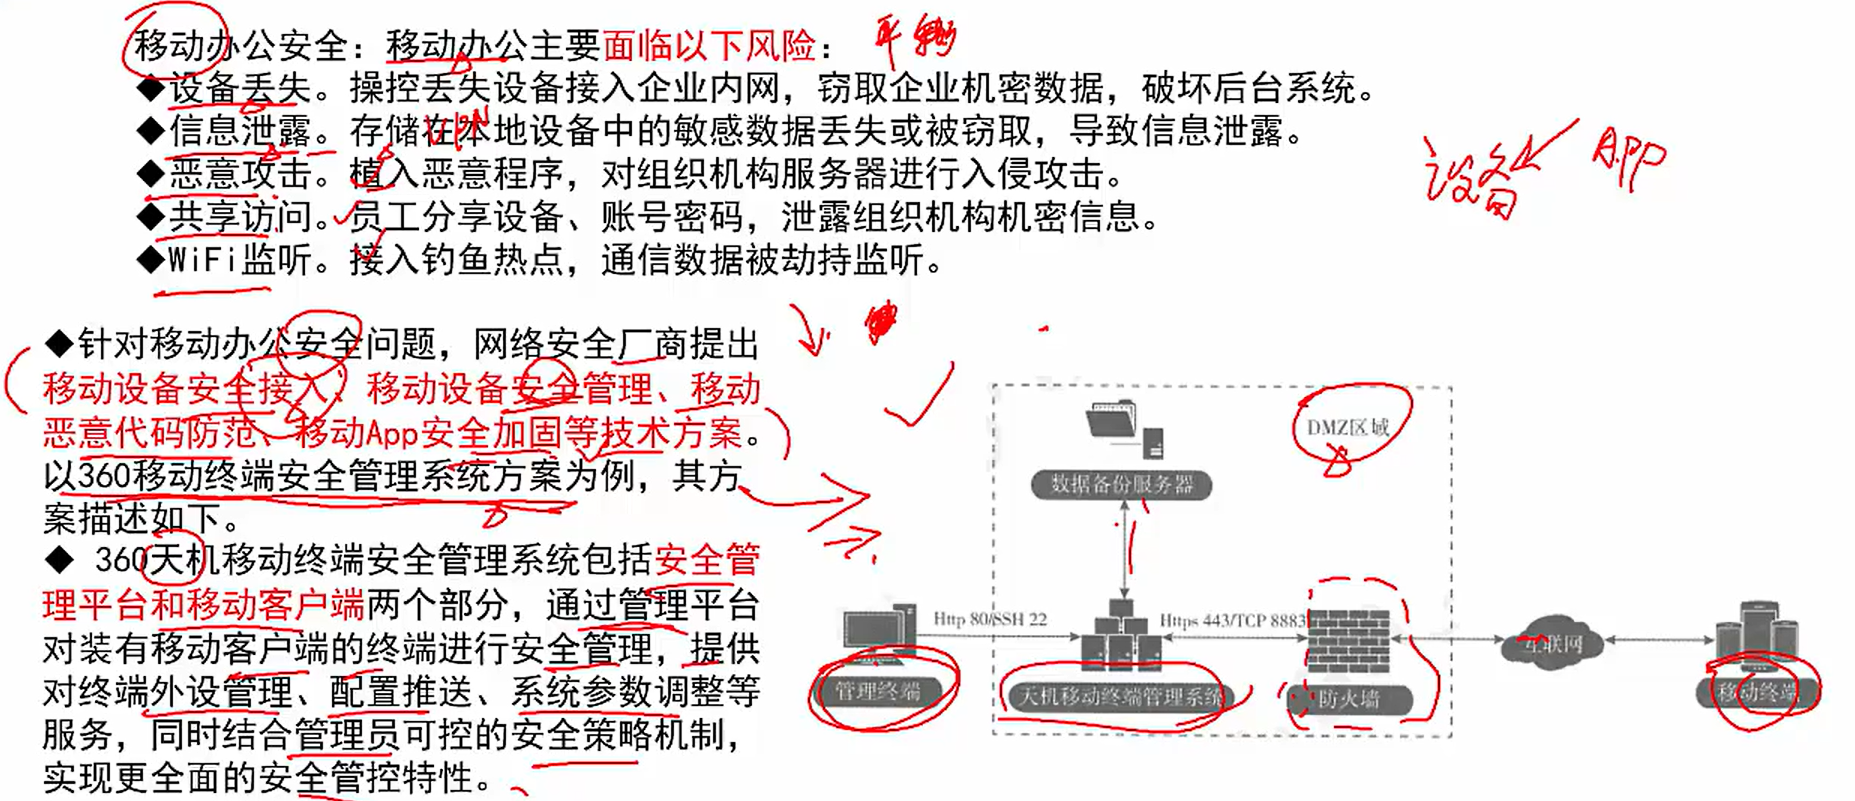 移动办公安全：移动办公主要面临以下风险：
◆设备丢失。操控丢失设备接入企业内网，窃取企业机密数据，破坏后台系统。
◆信息泄露。存储在本地设备中的敏感数据丢失或被窃取，导致信息泄露。
VPN
◆恶意攻击。植入恶意程序，对组织机构服务器进行入侵攻击。
◆共享访问。员工分享设备、账号密码，泄露组织机构机密信息。
◆WiFi监听。接入钓鱼热点，通信数据被劫持监听。
设备
APP
◆针对移动办公安全问题，网络安全厂商提出
移动设备安全接入、移动设备安全管理、移动
恶意代码防范、移动App安全加固等技术方案。
以360移动终端安全管理系统方案为例，其方
案描述如下。
◆ 360天机移动终端安全管理系统包括安全管
理平台和移动客户端两个部分，通过管理平台
对装有移动客户端的终端进行安全管理，提供
对终端外设管理、配置推送、系统参数调整等
服务，同时结合管理员可控的安全策略机制，
实现更全面的安全管控特性。
DMZ区域
数据备份服务器
Http 80/SSH 22
Https 443/TCP 8883
管理终端
天机移动终端管理系统
防火墙
互联网
移动终端